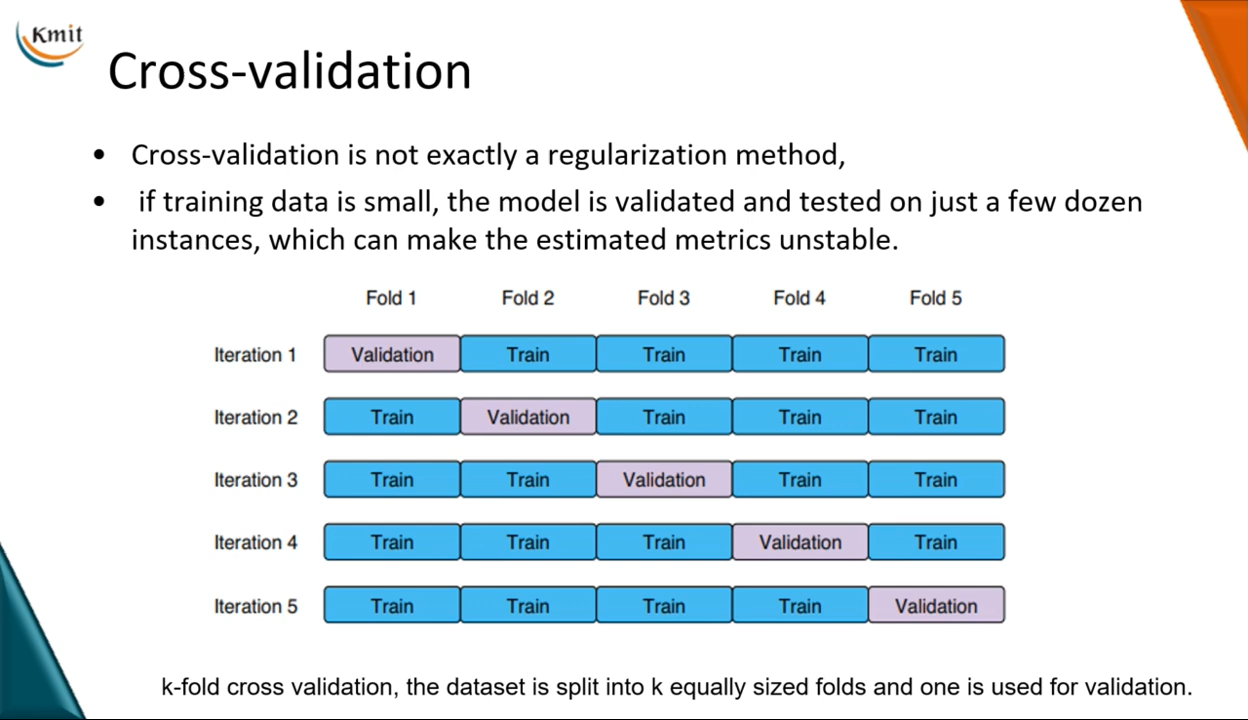 Kmit
Cross-validation
• Cross-validation is not exactly a regularization method,
• if training data is small, the model is validated and tested on just a few dozen
instances, which can make the estimated metrics unstable.
Fold 1 Fold 2 Fold 3 Fold 4 Fold 5
Iteration 1 Validation Train Train Train Train
Iteration 2 Train Validation Train Train Train
Iteration 3 Train Train Validation Train Train
Iteration 4 Train Train Train Validation Train
Iteration 5 Train Train Train Train Validation
k-fold cross validation, the dataset is split into k equally sized folds and one is used for validation.